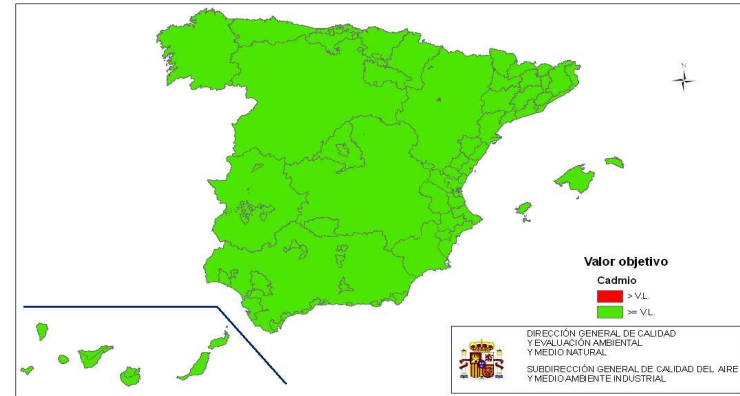 N
Valor objetivo
Cadmio
> V.L.
>= V.L.
DIRECCIÓN GENERAL DE CALIDAD
Y EVALUACIÓN AMBIENTAL
Y MEDIO NATURAL
SUBDIRECCIÓN GENERAL DE CALIDAD DEL AIRE
Y MEDIO AMBIENTE INDUSTRIAL